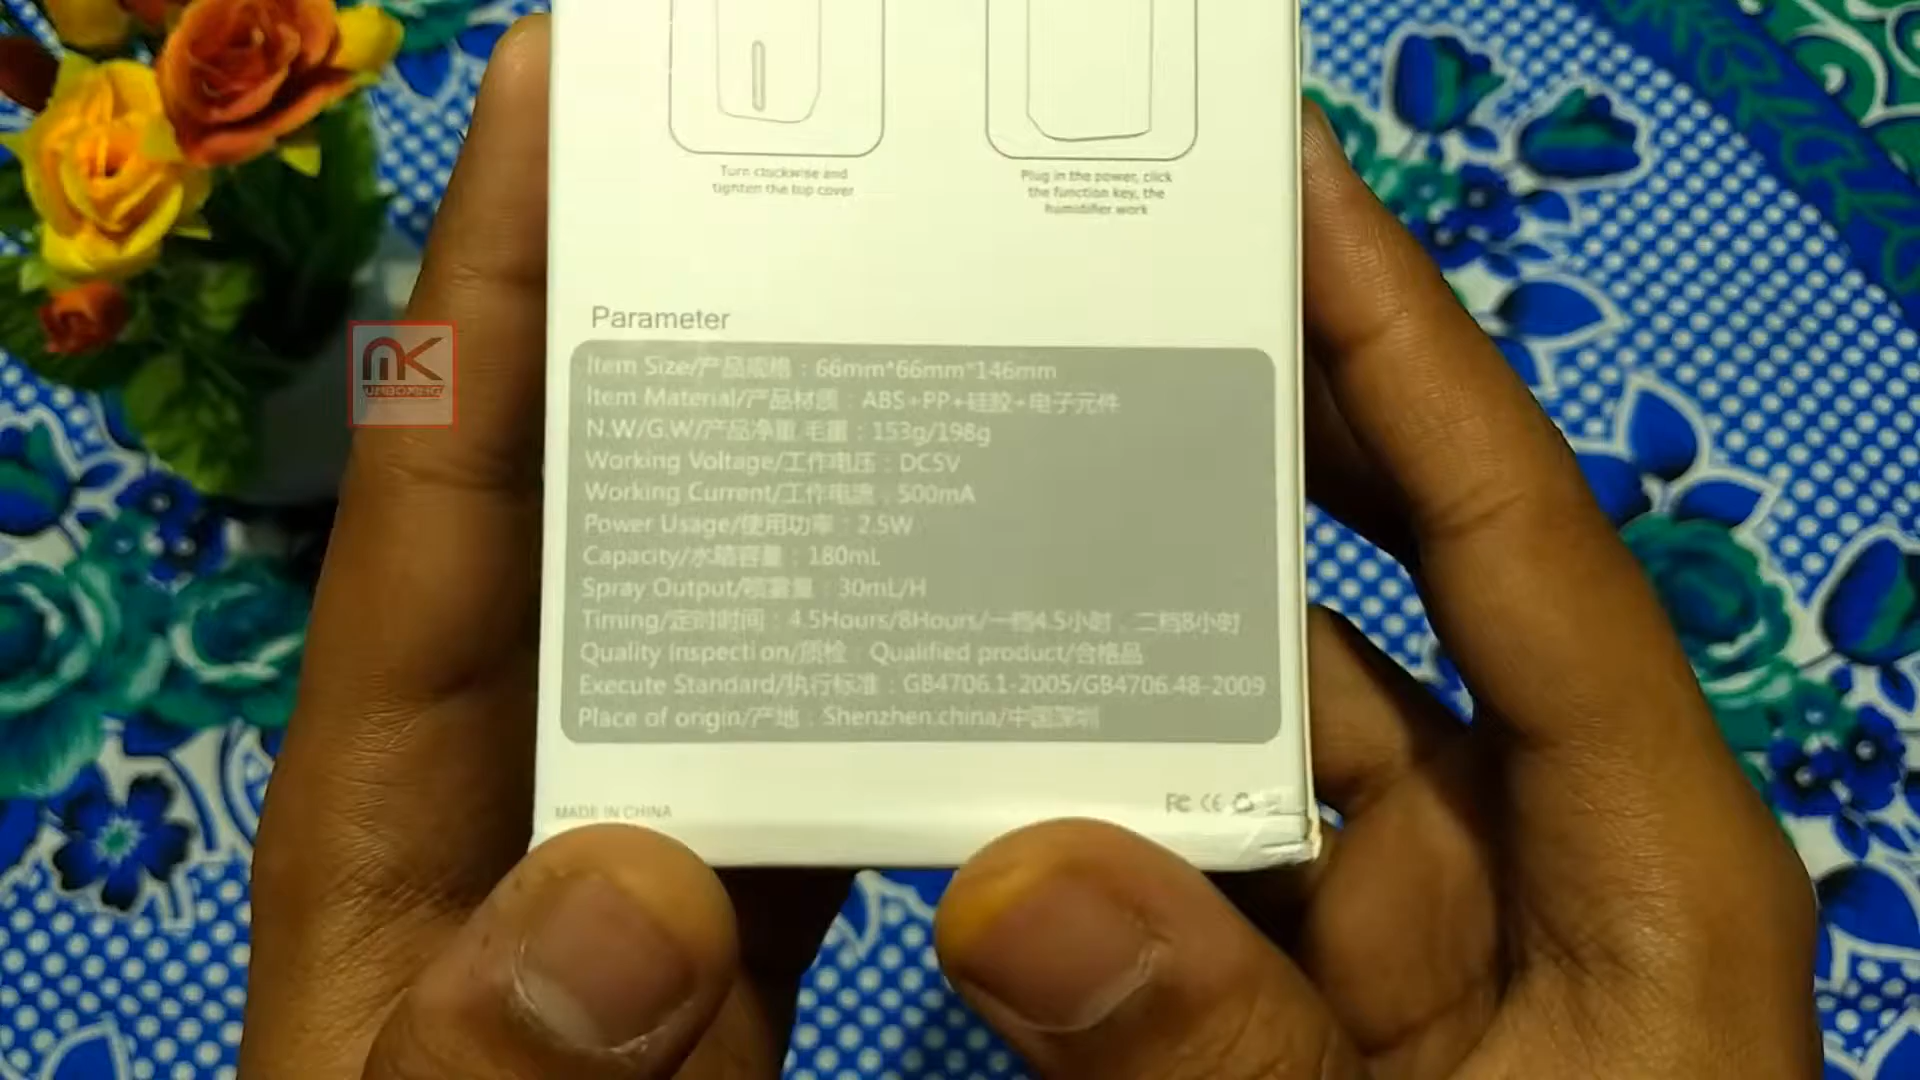 Turn clockwise and
tighten the top cover
Plug in the power, click
the function key, the
humidifier work
Parameter
Item Size/产品规格：66mm*66mm*146mm
Item Material/产品材质：ABS+PP+硅胶+电子元件
N.W/G.W/产品净重,毛重：153g/198g
Working Voltage/工作电压：DC5V
Working Current/工作电流：500mA
Power Usage/使用功率：2.5W
Capacity/水箱容量：180mL
Spray Output/喷雾量：30mL/H
Timing/定时时间：4.5Hours/8Hours/一档4.5小时，二档8小时
Quality Inspection/质检：Qualified product/合格品
Execute Standard/执行标准：GB4706.1-2005/GB4706.48-2009
Place of origin/产地：Shenzhen.china/中国深圳
MADE IN CHINA
FC CE
MK
UNBOXING